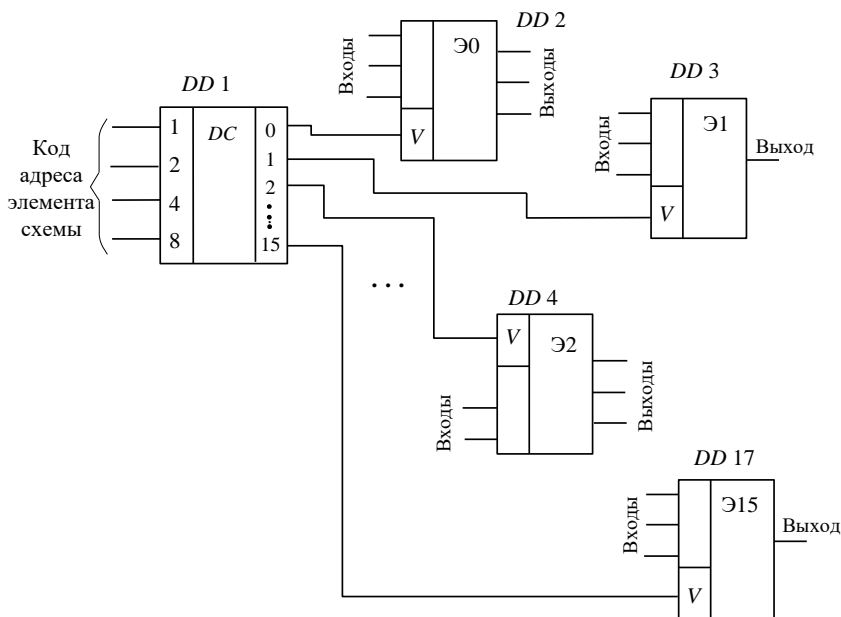 DD 2
Э0
Входы
Выходы
V
DD 1
DC
1
2
4
8
0
1
2
15
Код
адреса
элемента
схемы
DD 3
Э1
Входы
Выход
V
...
DD 4
V
Э2
Входы
Выходы
DD 17
Э15
Входы
Выход
V